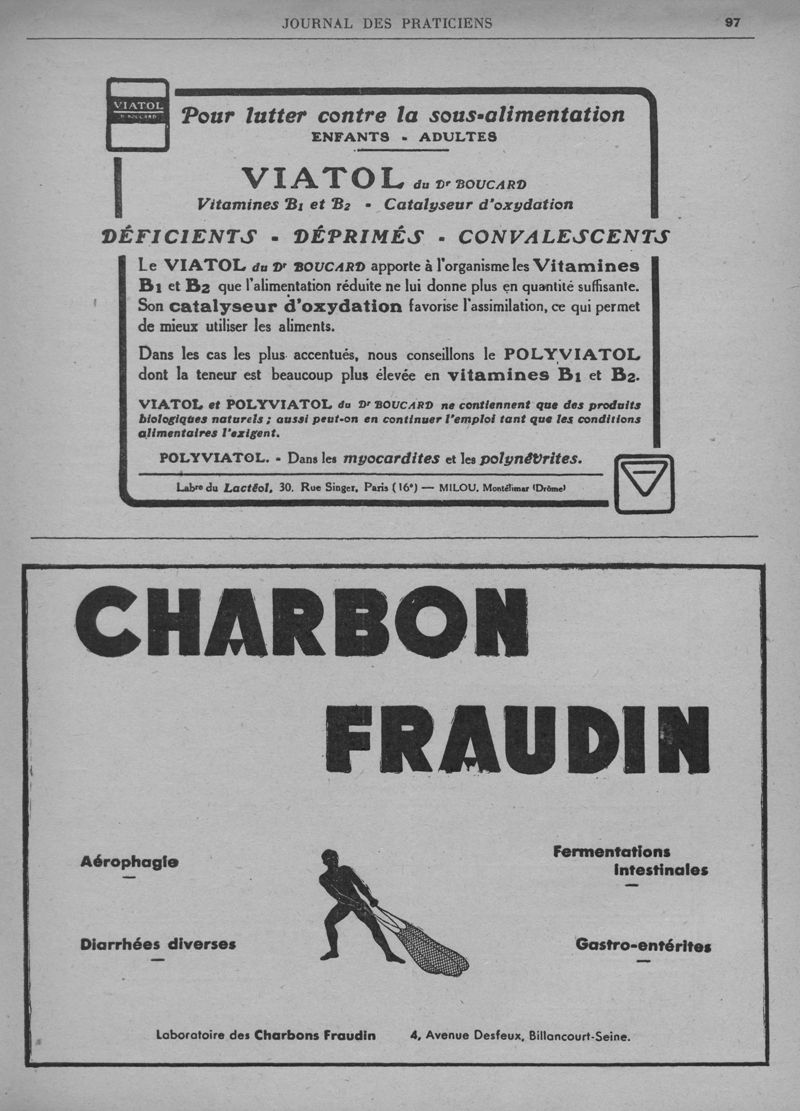 JOURNAL DES PRATICIENS
97
VIATOL
Dr BOUCARD
Pour lutter contre la sous-alimentation
ENFANTS - ADULTES
VIATOL du Dr BOUCARD
Vitamines B1 et B2 - Catalyseur d'oxydation
DÉFICIENTS - DÉPRIMÉS - CONVALESCENTS
Le VIATOL du Dr BOUCARD apporte à l'organisme les Vitamines
B1 et B2 que l'alimentation réduite ne lui donne plus en quantité suffisante.
Son catalyseur d'oxydation favorise l'assimilation, ce qui permet
de mieux utiliser les aliments.
Dans les cas les plus accentués, nous conseillons le POLYVIATOL
dont la teneur est beaucoup plus élevée en vitamines B1 et B2.
VIATOL et POLYVIATOL du Dr BOUCARD ne contiennent que des produits
biologiques naturels ; aussi peut-on en continuer l'emploi tant que les conditions
alimentaires l'exigent.
POLYVIATOL. - Dans les myocardites et les polynévrites.
Labre du Lactéol, 30, Rue Singer, Paris (16e) — MILOU, Montélimar (Drôme)
CHARBON
FRAUDIN
Aérophagie
Fermentations
Intestinales
Diarrhées diverses
Gastro-entérites
Laboratoire des Charbons Fraudin 4, Avenue Desfeux, Billancourt-Seine.